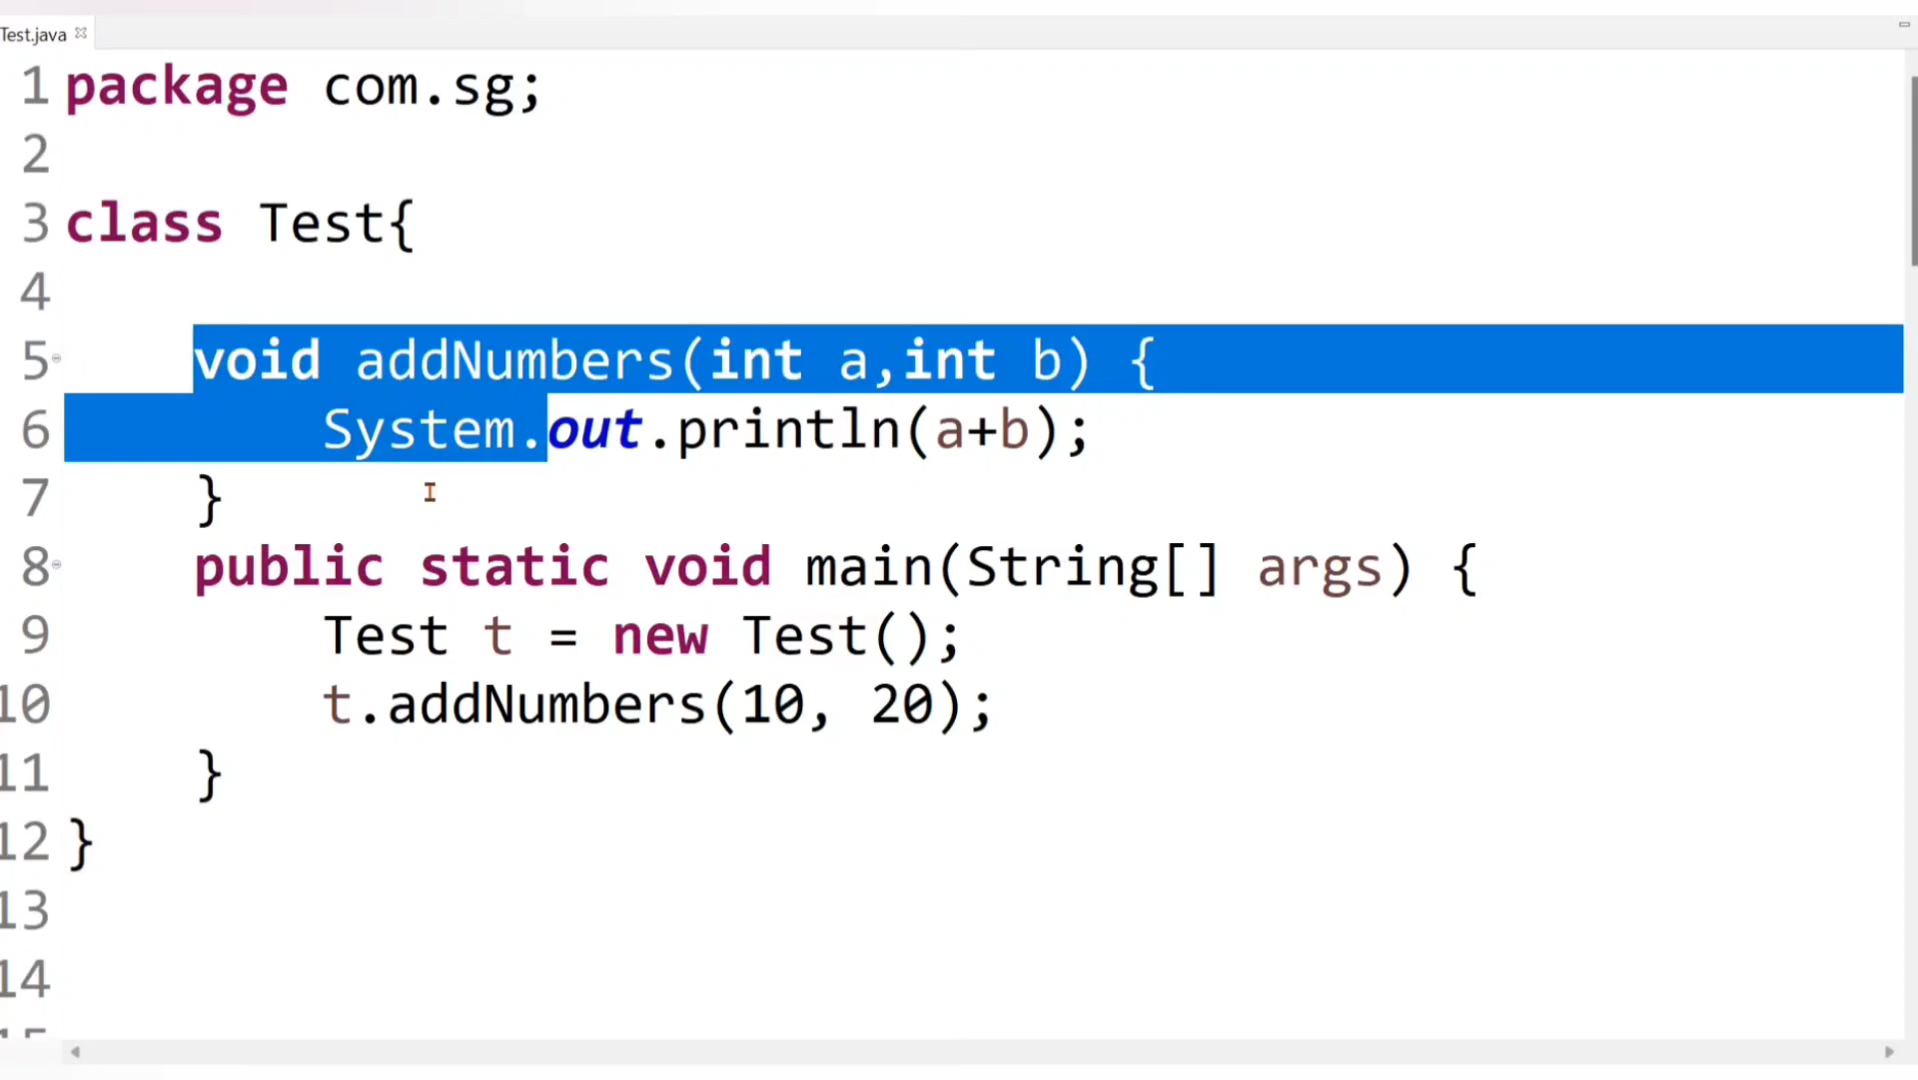 Test.java
1 package com.sg;
2
3 class Test{
4
5 void addNumbers(int a,int b) {
6 System.out.println(a+b);
7 }
8 public static void main(String[] args) {
9 Test t = new Test();
10 t.addNumbers(10, 20);
11 }
12 }
13
14